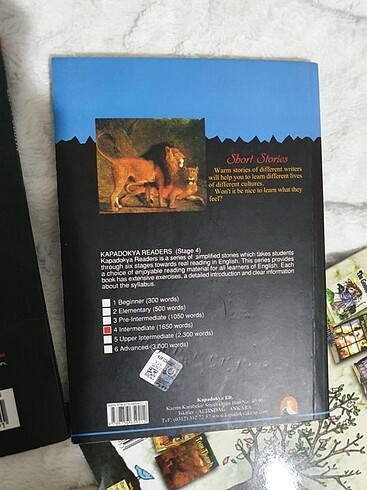 Short Stories
Warm stories of different writers
will help you to learn different lives
of different cultures.
Won't it be nice to learn what they
feel?
KAPADOKYA READERS (Stage 4)
Kapadokya Readers is a series of simplified stories which takes students
through six stages towards real reading in English. This series provides
a choice of enjoyable reading material for all learners of English. Each
book has extensive exercises, a detailed introduction and clear information
about the syllabus.
1 Beginner (300 words)
2 Elementary (500 words)
3 Pre-Intermediate (1050 words)
4 Intermediate (1650 words)
5 Upper Intermediate (2.300 words)
6 Advanced (3.000 words)
Kapadokya Ed.
ALTINDAĞ ANKARA